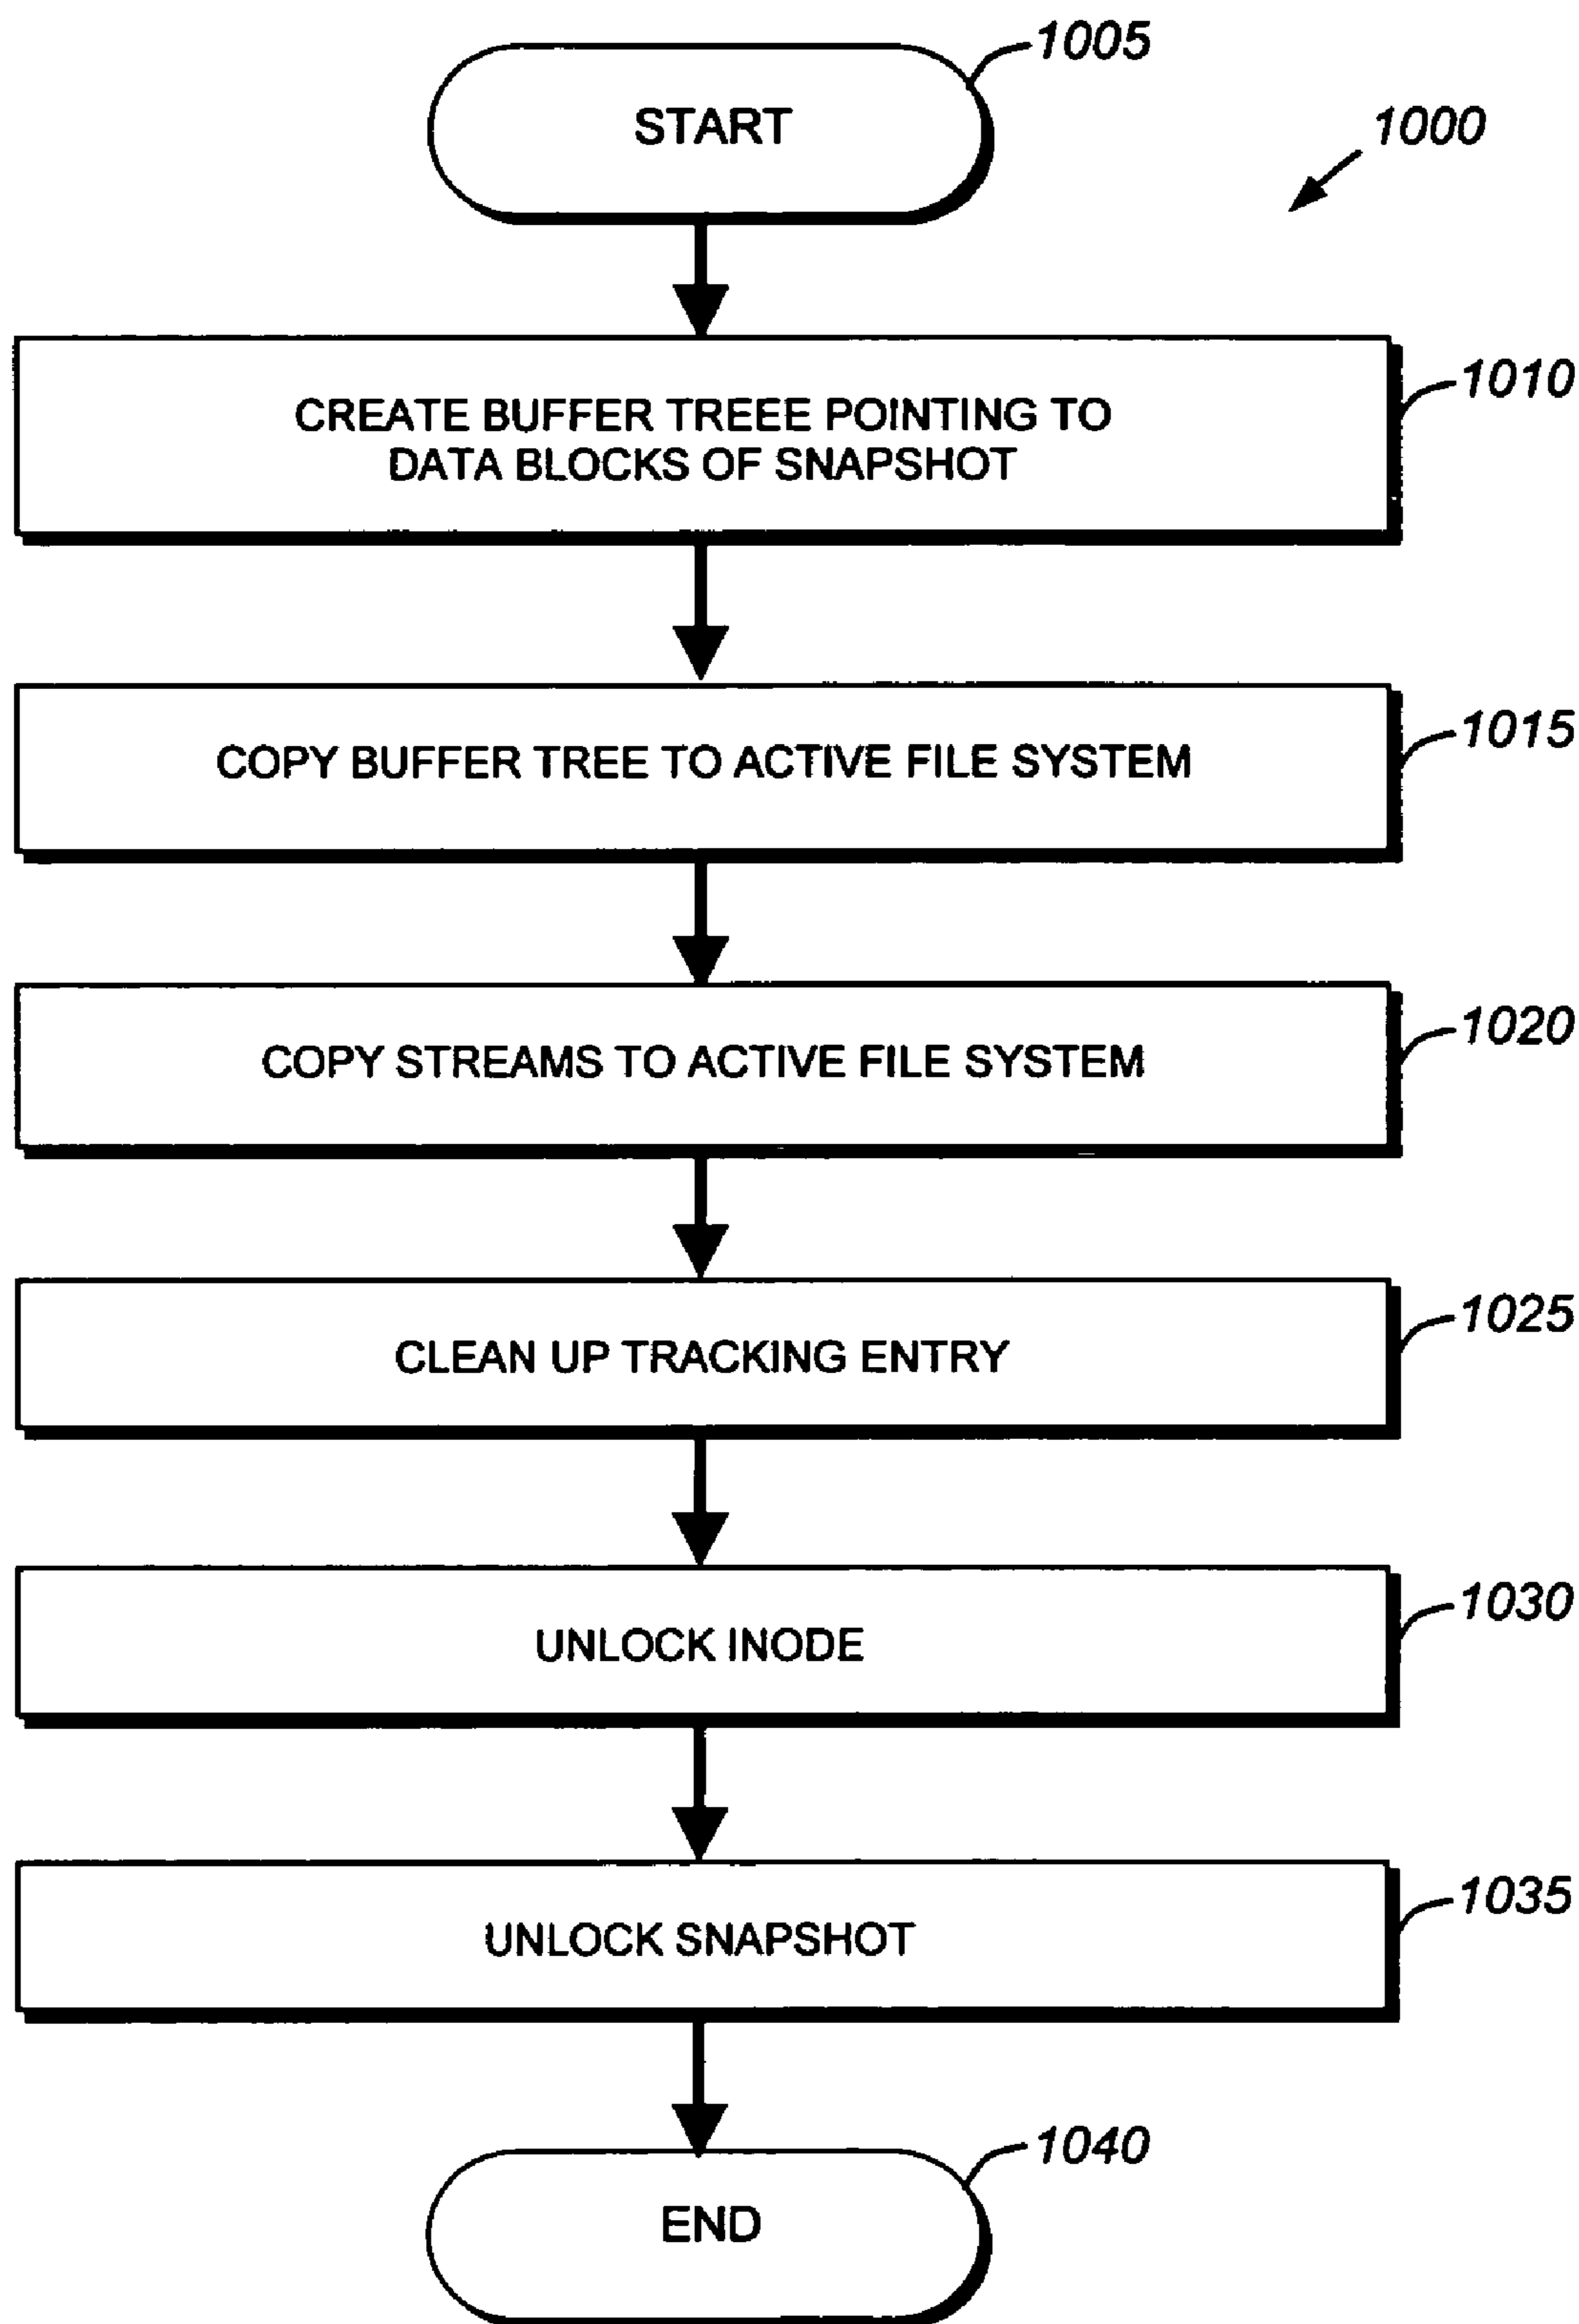 1005
START
1000
CREATE BUFFER TREEE POINTING TO
DATA BLOCKS OF SNAPSHOT
1010
COPY BUFFER TREE TO ACTIVE FILE SYSTEM
1015
COPY STREAMS TO ACTIVE FILE SYSTEM
1020
CLEAN UP TRACKING ENTRY
1025
UNLOCK INODE
1030
UNLOCK SNAPSHOT
1035
1040
END